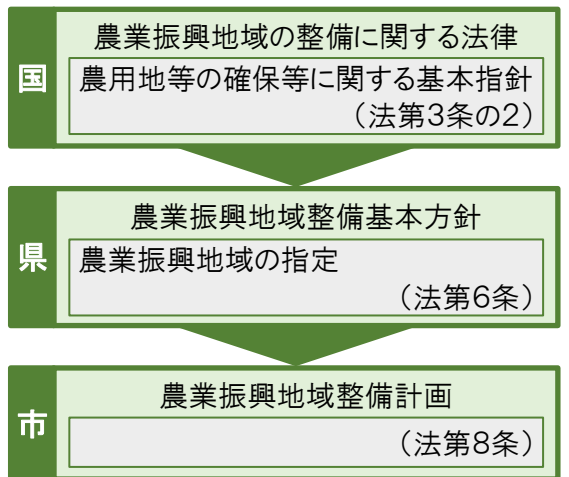 国
農業振興地域の整備に関する法律
農用地等の確保等に関する基本指針
（法第3条の2）
県
農業振興地域整備基本方針
農業振興地域の指定
（法第6条）
市
農業振興地域整備計画
（法第8条）